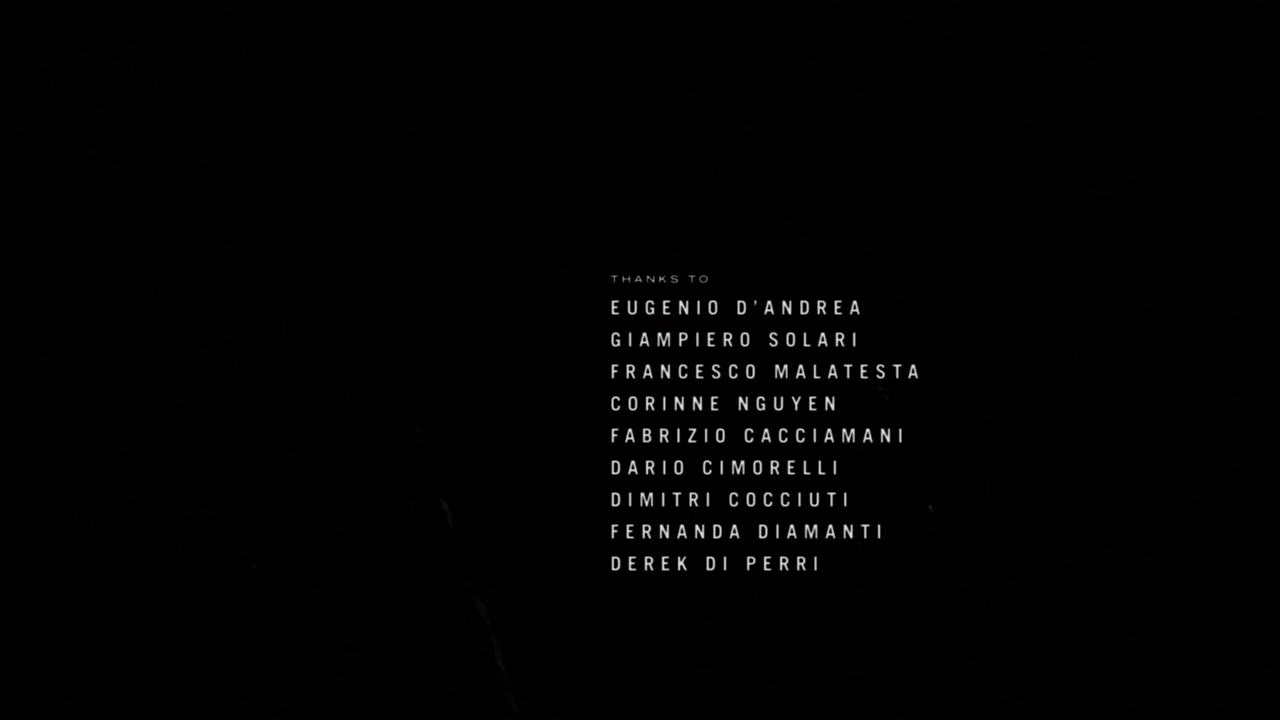 THANKS TO
EUGENIO D'ANDREA
GIAMPIERO SOLARI
FRANCESCO MALATESTA
CORINNE NGUYEN
FABRIZIO CACCIAMANI
DARIO CIMORELLI
DIMITRI COCCIUTI
FERNANDA DIAMANTI
DEREK DI PERRI